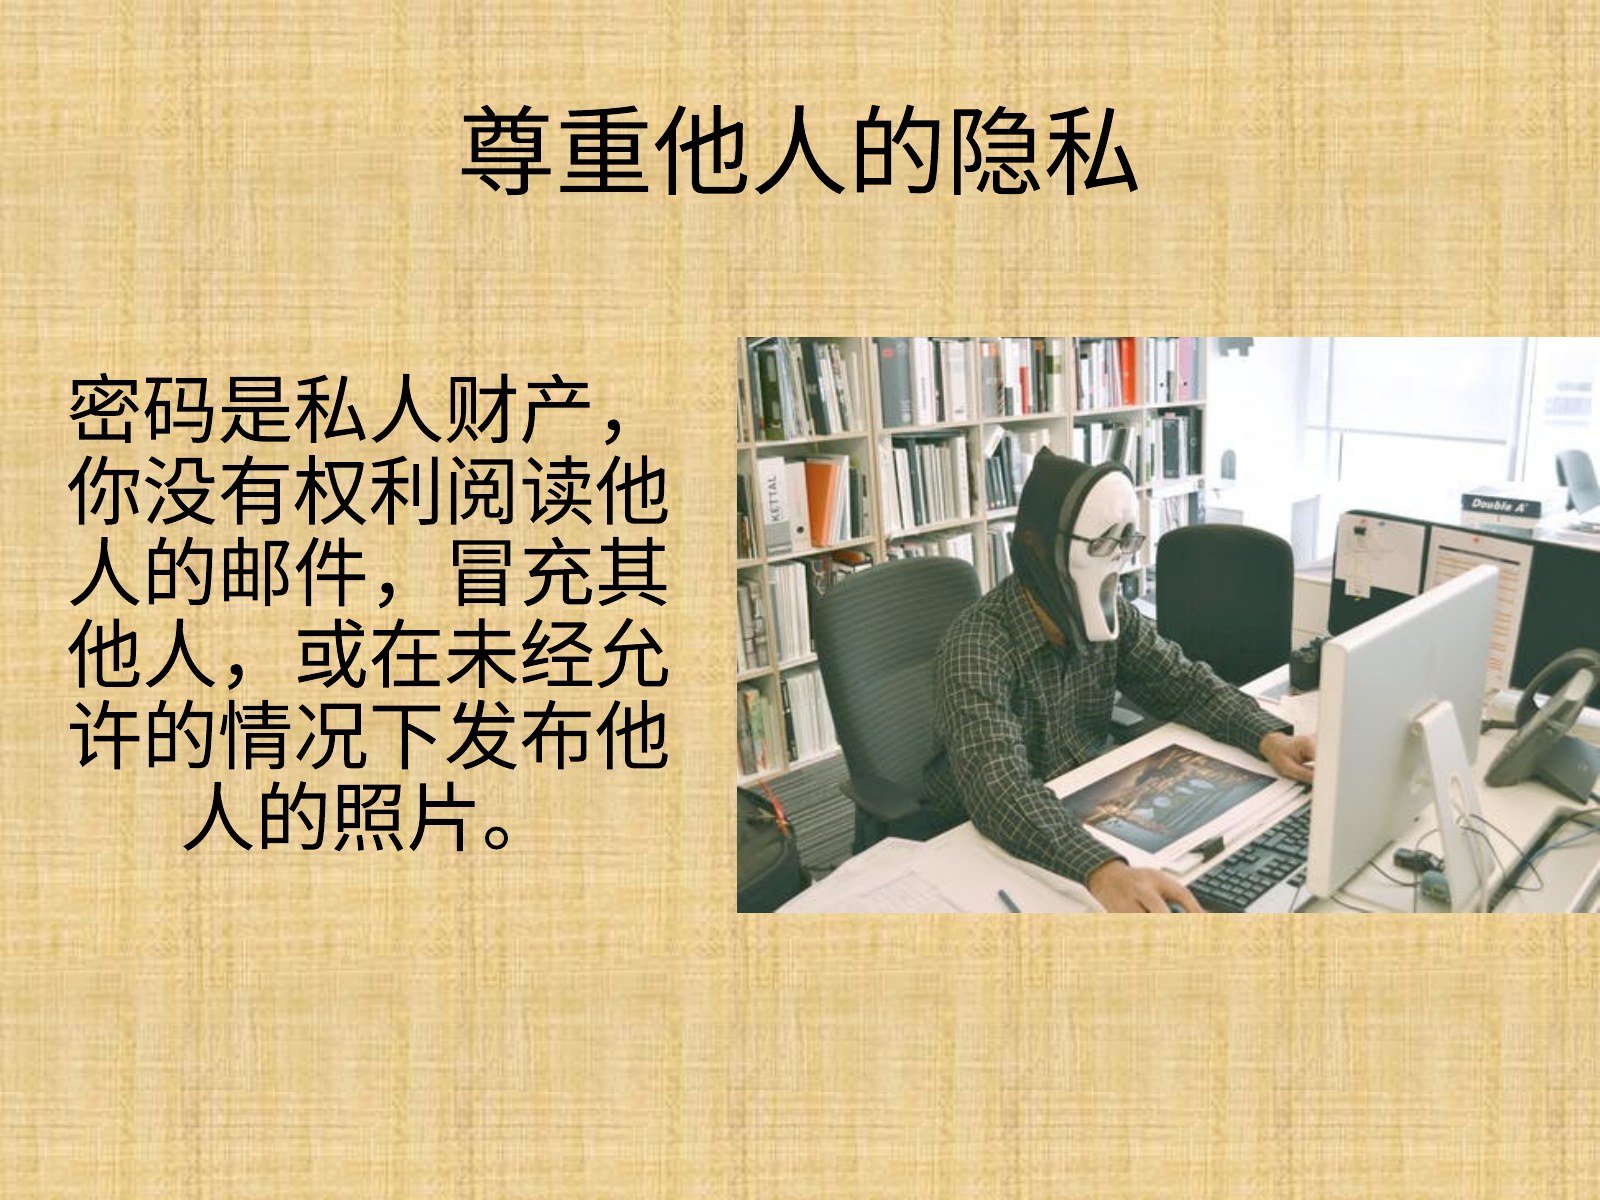 尊重他人的隐私
密码是私人财产，
你没有权利阅读他
人的邮件，冒充其
他人，或在未经允
许的情况下发布他
人的照片。
KETTAL
Double A